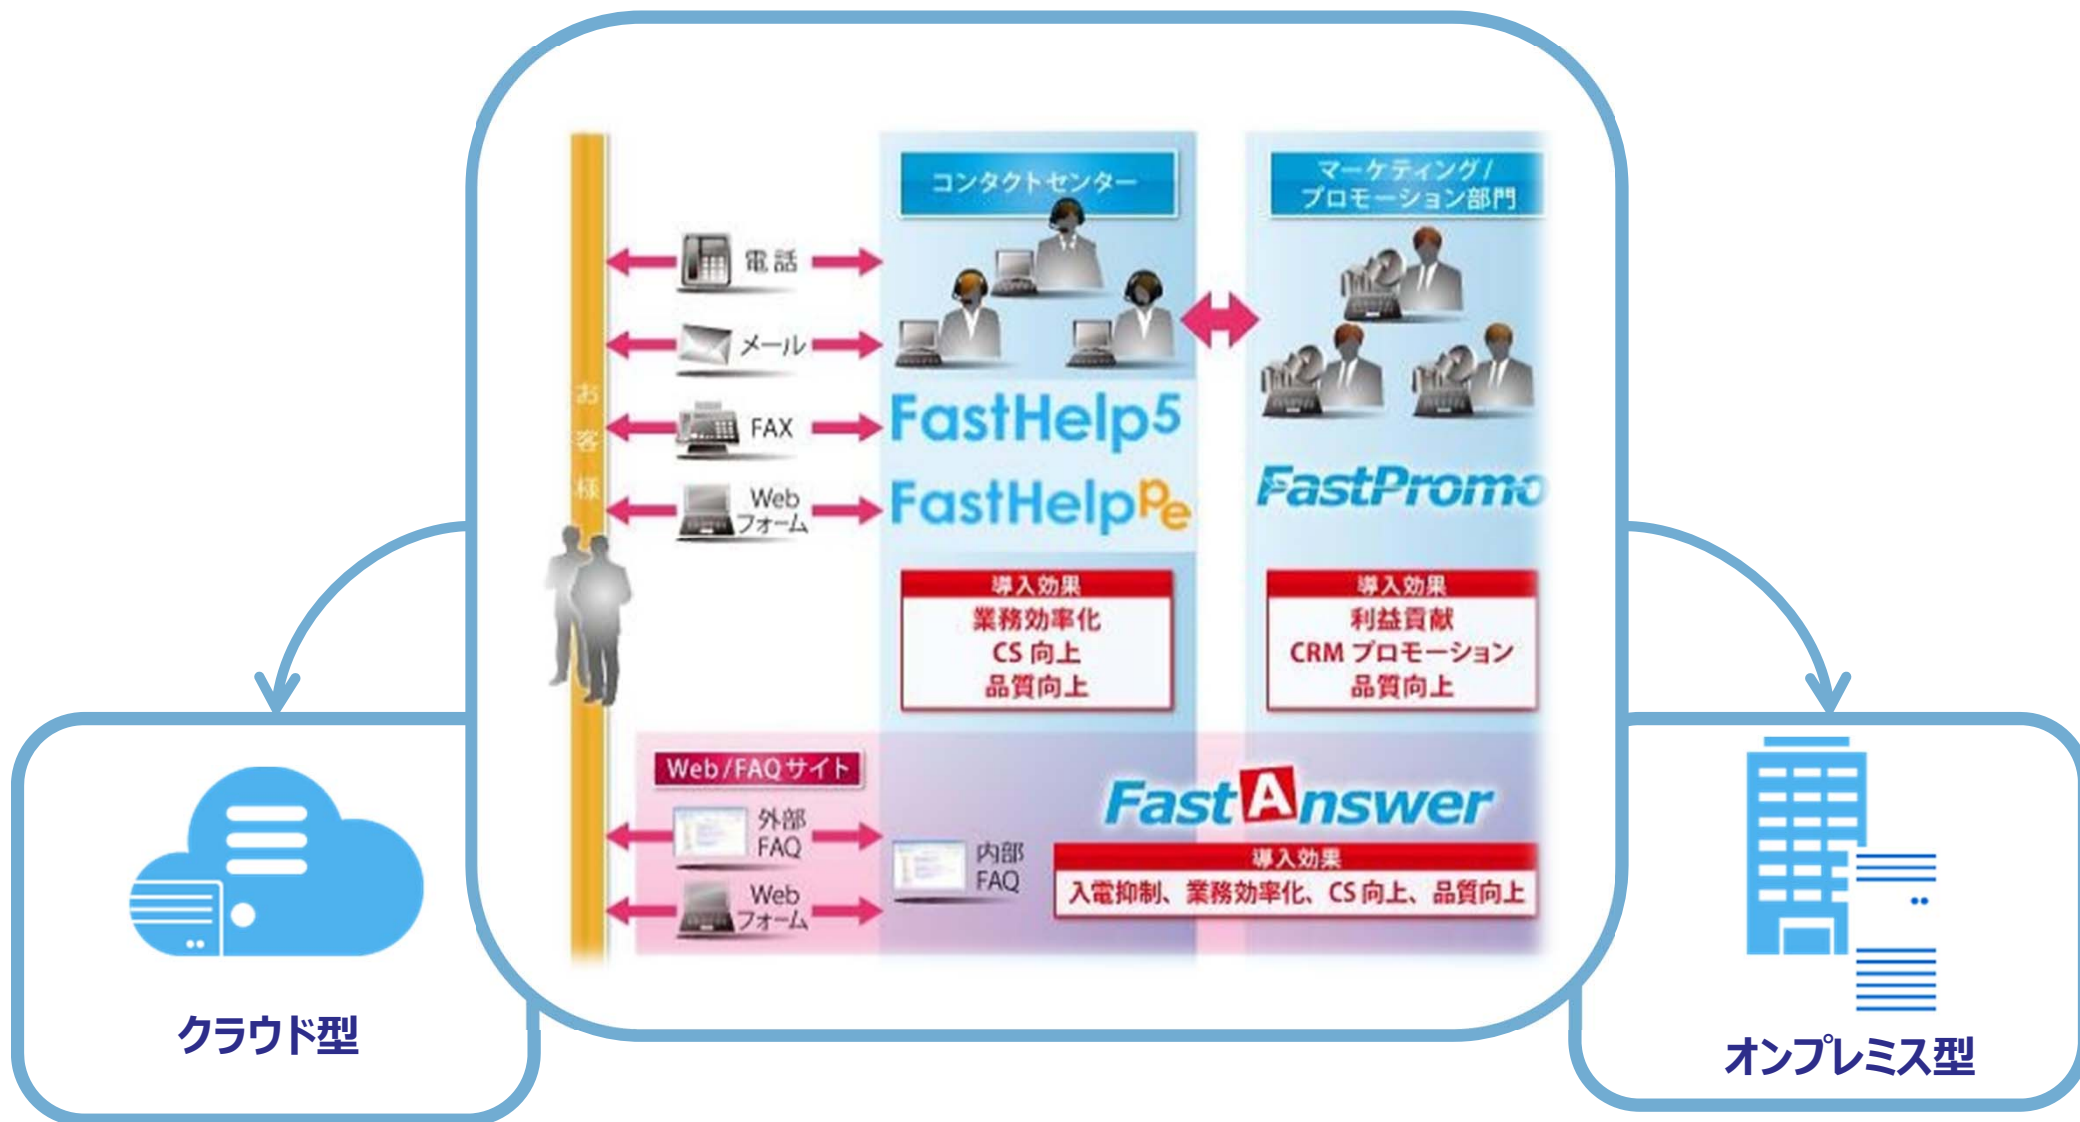 コンタクトセンター
マーケティング/
プロモーション部門
電話
メール
FAX
Web
フォーム
お客様
FastHelp5
FastHelppe
FastPromo
導入効果
業務効率化
CS 向上
品質向上
導入効果
利益貢献
CRM プロモーション
品質向上
Web/FAQサイト
外部
FAQ
Web
フォーム
内部
FAQ
FastAnswer
導入効果
入電抑制、業務効率化、CS 向上、品質向上
クラウド型
オンプレミス型